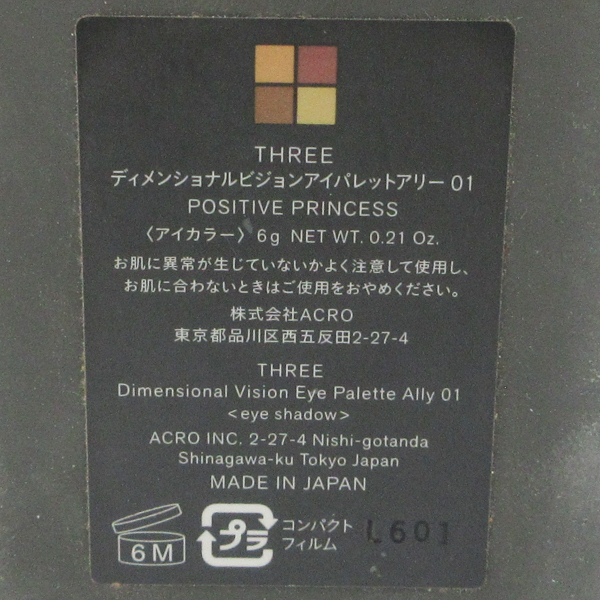 THREE
ディメンショナルビジョンアイパレットアリー 01
POSITIVE PRINCESS
〈アイカラー〉 6g NET WT. 0.21 Oz.
お肌に異常が生じていないかよく注意して使用し、
お肌に合わないときはご使用をおやめください。
株式会社ACRO
東京都品川区西五反田2-27-4
THREE
Dimensional Vision Eye Palette Ally 01
<eye shadow>
ACRO INC. 2-27-4 Nishi-gotanda
Shinagawa-ku Tokyo Japan
MADE IN JAPAN
6M
プラ
コンパクト
フィルム
L601